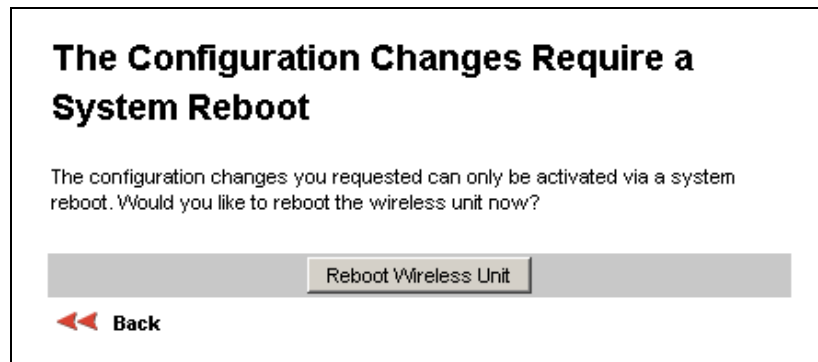 The Configuration Changes Require a
System Reboot
The configuration changes you requested can only be activated via a system
reboot. Would you like to reboot the wireless unit now?
Reboot Wireless Unit
Back